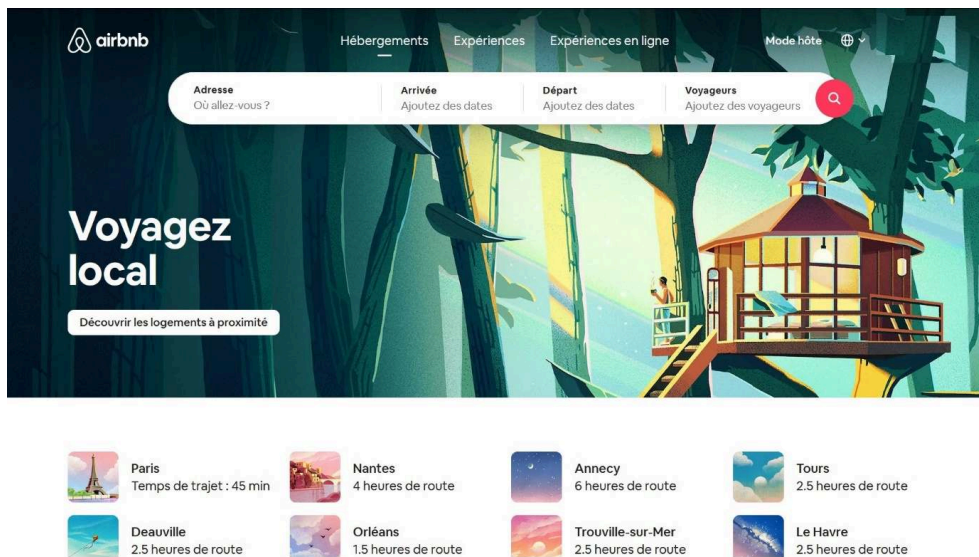 airbnb
Hébergements Expériences Expériences en ligne
Mode hôte
Adresse
Où allez-vous ?
Arrivée
Ajoutez des dates
Départ
Ajoutez des dates
Voyageurs
Ajoutez des voyageurs
Voyagez
local
Découvrir les logements à proximité
Paris
Temps de trajet : 45 min
Nantes
4 heures de route
Annecy
6 heures de route
Tours
2.5 heures de route
Deauville
2.5 heures de route
Orléans
1.5 heures de route
Trouville-sur-Mer
2.5 heures de route
Le Havre
2.5 heures de route